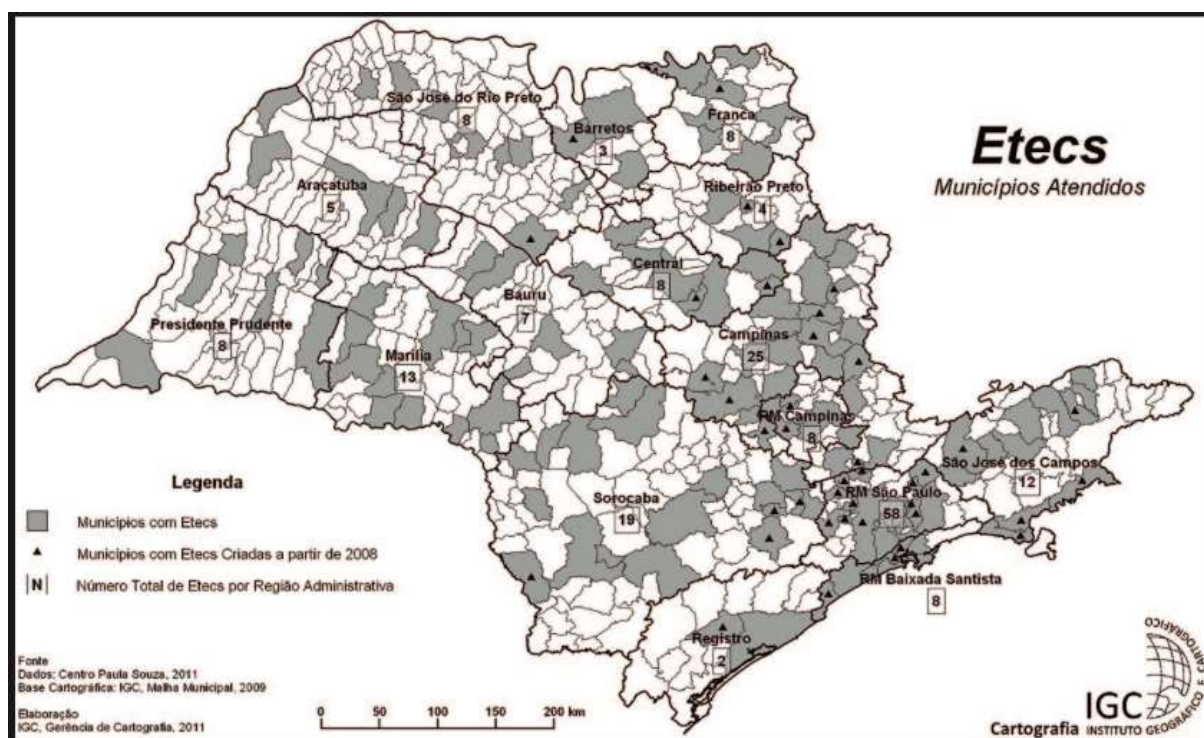 Etecs
Municípios Atendidos
São José do Rio Preto
8
Barretos
3
Franca
8
Araçatuba
5
Ribeirão Preto
4
Central
8
Bauru
7
Presidente Prudente
8
Marília
13
Campinas
25
RM Campinas
8
São José dos Campos
12
Sorocaba
19
RM São Paulo
58
RM Baixada Santista
8
Registro
2
Legenda
Municípios com Etecs
Municípios com Etecs Criadas a partir de 2008
N Número Total de Etecs por Região Administrativa
Fonte
Dados: Centro Paula Souza, 2011
Base Cartográfica: IGC, Malha Municipal, 2009
Elaboração
IGC, Gerência de Cartografia, 2011
0 50 100 150 200 km
Cartografia
IGC
INSTITUTO GEOGRÁFICO E CARTOGRÁFICO